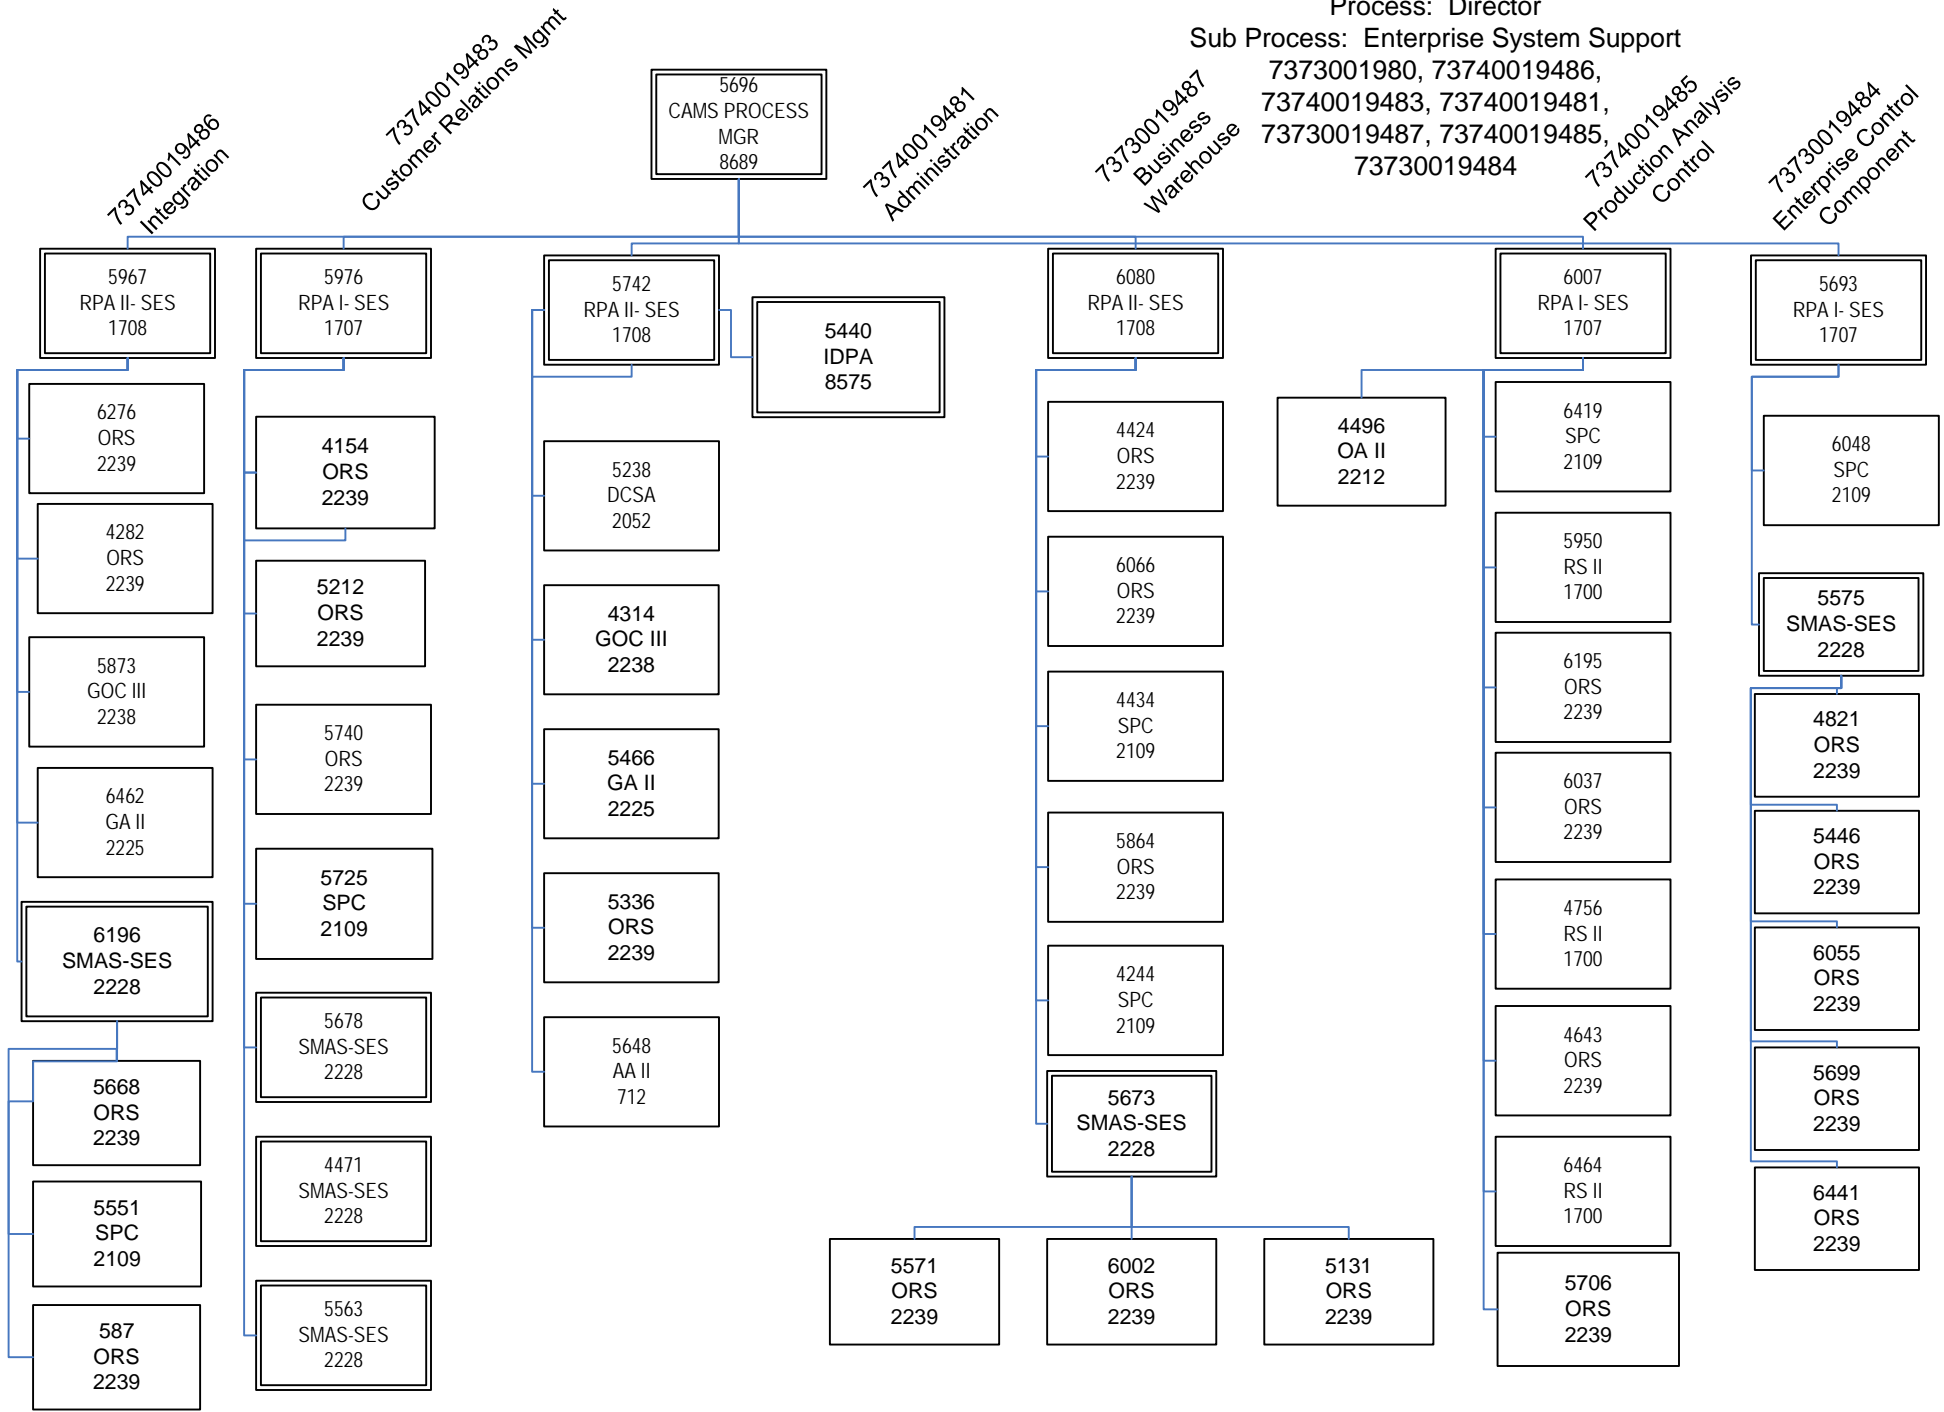 Process: Director
Sub Process: Enterprise System Support
7373001980, 73740019486,
73740019483, 73740019481,
73730019487, 73740019485,
73730019484
5696
CAMS PROCESS
MGR
8689
73740019486
Integration
73740019483
Customer Relations Mgmt
73740019481
Administration
73730019487
Business
Warehouse
73740019485
Production Analysis
Control
73730019484
Enterprise Control
Component
5967
RPA II- SES
1708
6276
ORS
2239
4282
ORS
2239
5873
GOC III
2238
6462
GA II
2225
6196
SMAS-SES
2228
5668
ORS
2239
5551
SPC
2109
587
ORS
2239
5976
RPA I- SES
1707
4154
ORS
2239
5212
ORS
2239
5740
ORS
2239
5725
SPC
2109
5678
SMAS-SES
2228
4471
SMAS-SES
2228
5563
SMAS-SES
2228
5742
RPA II- SES
1708
5440
IDPA
8575
5238
DCSA
2052
4314
GOC III
2238
5466
GA II
2225
5336
ORS
2239
5648
AA II
712
6080
RPA II- SES
1708
4424
ORS
2239
6066
ORS
2239
4434
SPC
2109
5864
ORS
2239
4244
SPC
2109
5673
SMAS-SES
2228
5571
ORS
2239
6002
ORS
2239
5131
ORS
2239
6007
RPA I- SES
1707
4496
OA II
2212
6419
SPC
2109
5950
RS II
1700
6195
ORS
2239
6037
ORS
2239
4756
RS II
1700
4643
ORS
2239
6464
RS II
1700
5706
ORS
2239
5693
RPA I- SES
1707
6048
SPC
2109
5575
SMAS-SES
2228
4821
ORS
2239
5446
ORS
2239
6055
ORS
2239
5699
ORS
2239
6441
ORS
2239